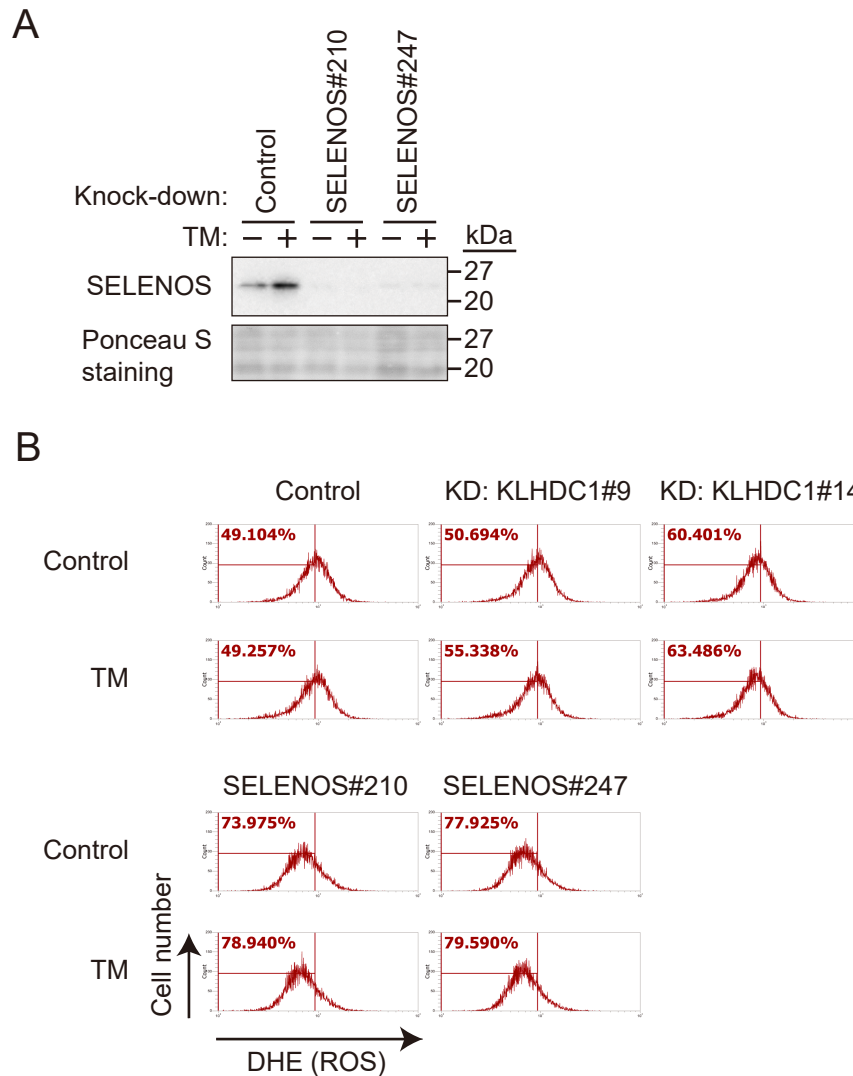 A
Knock-down:
Control
SELENOS#210
SELENOS#247
TM:
− + − + − +
kDa
SELENOS
27
20
Ponceau S
staining
27
20
B
Control KD: KLHDC1#9 KD: KLHDC1#14
Control
49.104% 50.694% 60.401%
TM
49.257% 55.338% 63.486%
SELENOS#210 SELENOS#247
Control
73.975% 77.925%
TM
78.940% 79.590%
Cell number
DHE (ROS)